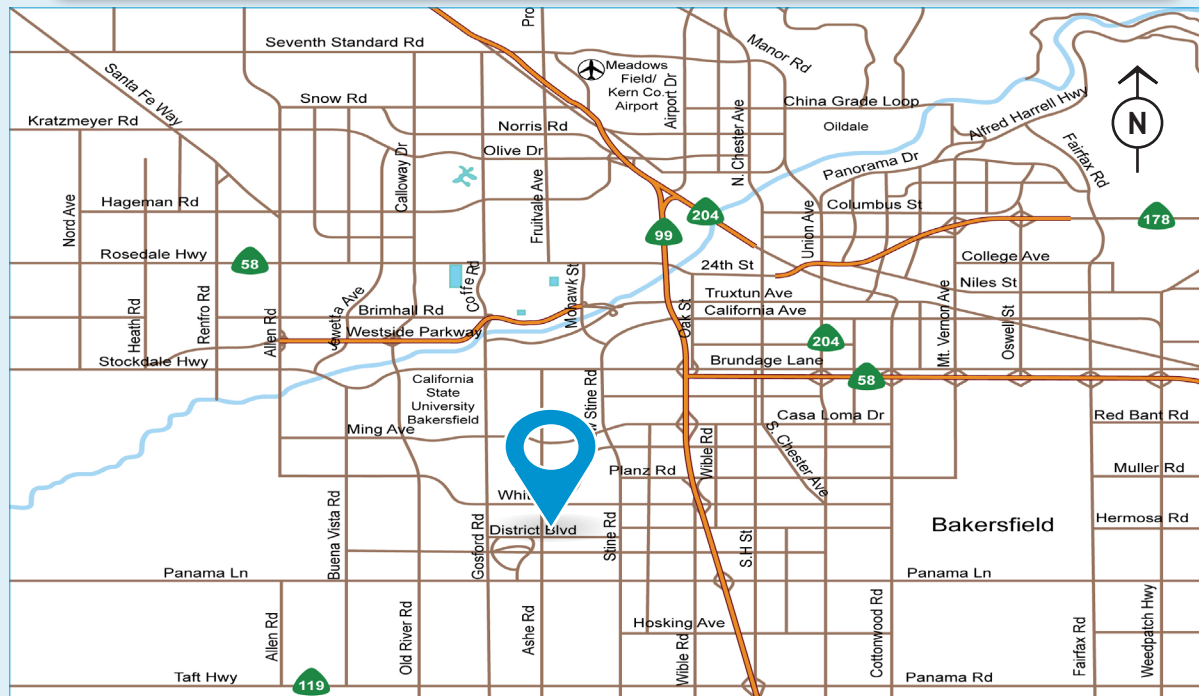 Seventh Standard Rd
Manor Rd
Santa Fe Way
Meadows
Field/
Kern Co.
Airport
Airport Dr
Snow Rd
China Grade Loop
Alfred Harrell Hwy
N
Kratzmeyer Rd
Norris Rd
Oildale
Olive Dr
N. Chester Ave
Fairfax Rd
Calloway Dr
Panorama Dr
Nord Ave
Hageman Rd
Fruitvale Ave
Columbus St
204
178
99
Union Ave
Rosedale Hwy
58
24th St
College Ave
Coffe Rd
Mohawk St
Niles St
Truxtun Ave
Heath Rd
Renfro Rd
Allen Rd
Jewetta Ave
Brimhall Rd
Westside Parkway
Oak St
California Ave
Mt. Vernon Ave
Oswell St
204
Stockdale Hwy
Brundage Lane
58
California
State
University
Bakersfield
Stine Rd
Casa Loma Dr
Red Bant Rd
Ming Ave
Wible Rd
S. Chester Ave
Planz Rd
Muller Rd
Buena Vista Rd
Gosford Rd
District Blvd
Stine Rd
S.H St
Bakersfield
Hermosa Rd
Panama Ln
Panama Ln
Allen Rd
Old River Rd
Ashe Rd
Hosking Ave
Wible Rd
Cottonwood Rd
Fairfax Rd
Weedpatch Hwy
Taft Hwy
119
Panama Rd